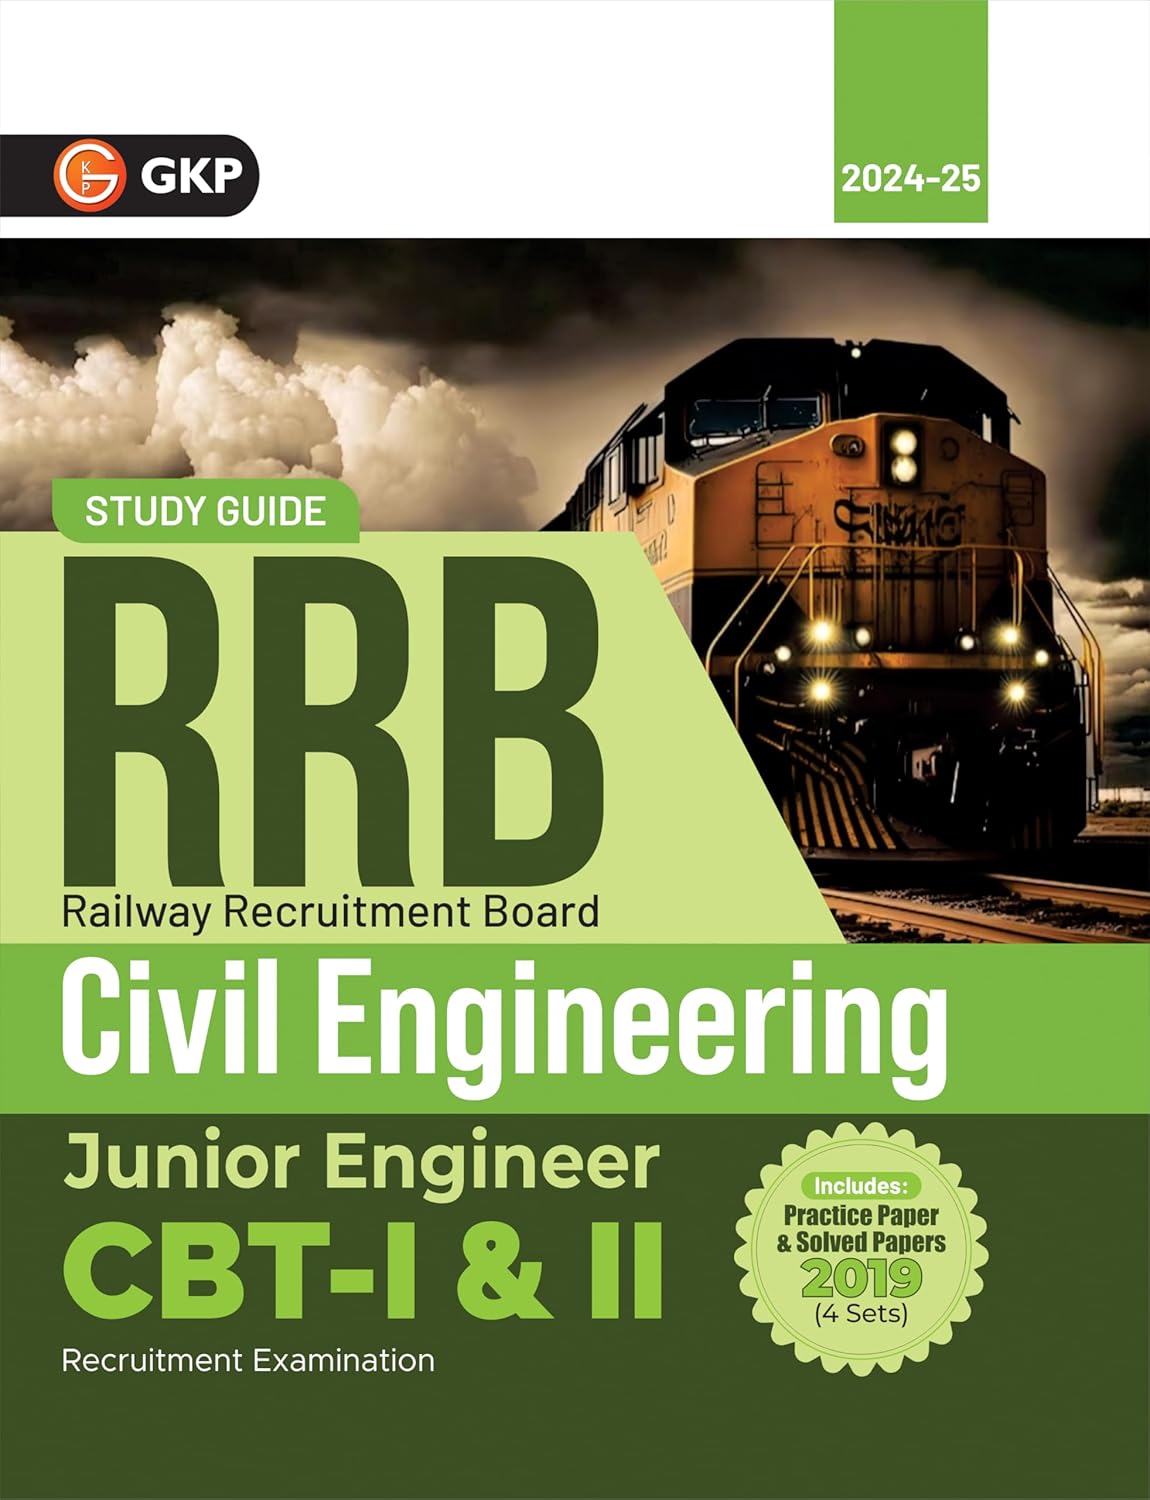 GKP
GKP
2024-25
STUDY GUIDE
RRB
Railway Recruitment Board
Civil Engineering
Junior Engineer
CBT-I & II
Recruitment Examination
Includes:
Practice Paper
& Solved Papers
2019
(4 Sets)